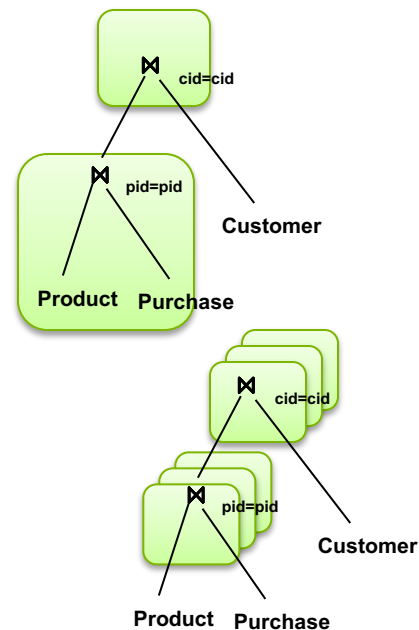 ⋈ cid=cid
⋈ pid=pid
Customer
Product Purchase
⋈ cid=cid
⋈ pid=pid
Customer
Product Purchase